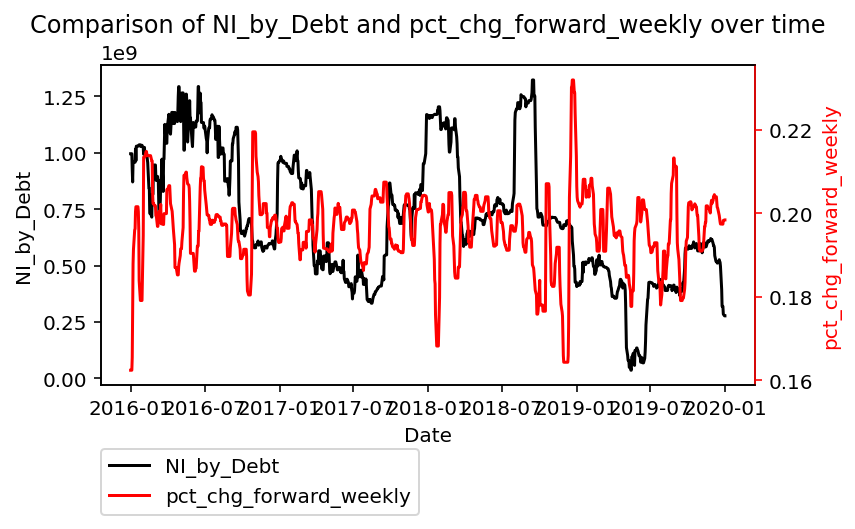 Comparison of NI_by_Debt and pct_chg_forward_weekly over time
1e9
1.25
1.00
0.75
0.50
0.25
0.00
NI_by_Debt
0.22
0.20
0.18
0.16
pct_chg_forward_weekly
2016-01 2016-07 2017-01 2017-07 2018-01 2018-07 2019-01 2019-07 2020-01
Date
NI_by_Debt
pct_chg_forward_weekly